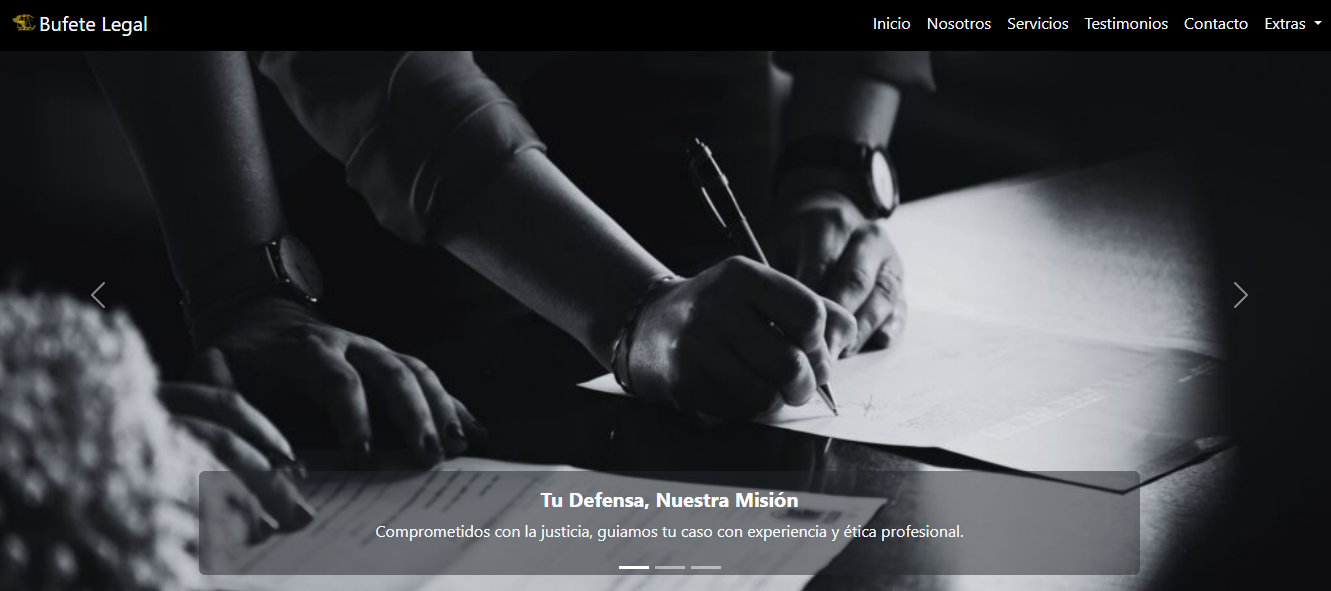 Bufete Legal
Inicio Nosotros Servicios Testimonios Contacto Extras
Tu Defensa, Nuestra Misión
Comprometidos con la justicia, guiamos tu caso con experiencia y ética profesional.